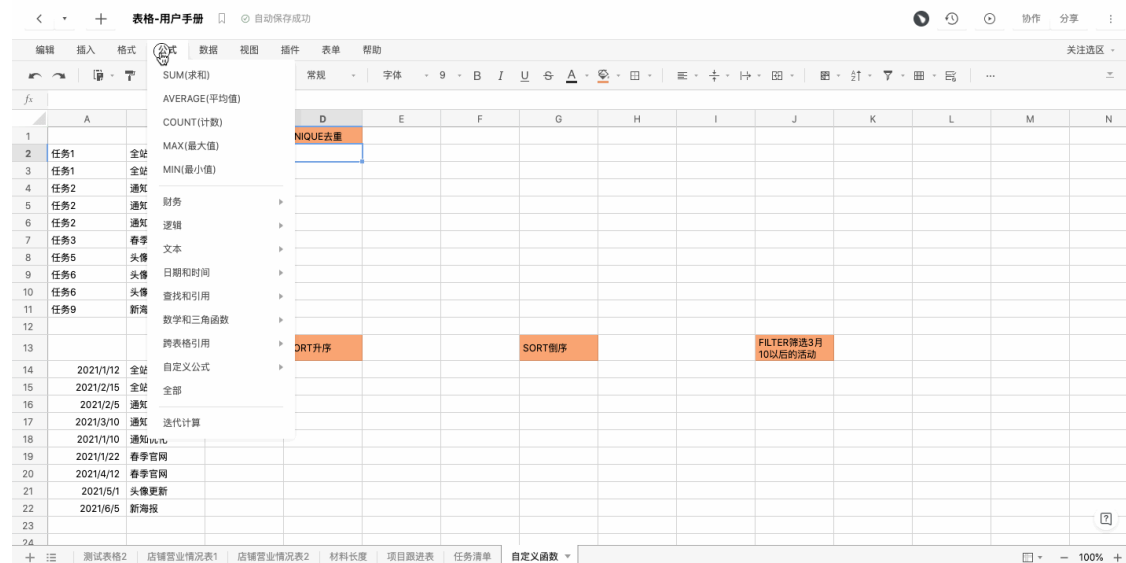 表格-用户手册 自动保存成功 协作 分享
编辑 插入 格式 公式 数据 视图 插件 表单 帮助 关注选区
常规 字体 9 B I U S A
fx
SUM(求和)
AVERAGE(平均值)
COUNT(计数)
MAX(最大值)
MIN(最小值)
财务
逻辑
文本
日期和时间
查找和引用
数学和三角函数
跨表格引用
自定义公式
全部
迭代计算
A D E F G H I J K L M N
1 NIQUE去重
2 任务1 全站
3 任务1 全站
4 任务2 通知
5 任务2 通知
6 任务2 通知
7 任务3 春季
8 任务5 头像
9 任务6 头像
10 任务6 头像
11 任务9 新海
12
13 ORT升序 SORT倒序 FILTER筛选3月
10以后的活动
14 2021/1/12 全站
15 2021/2/15 全站
16 2021/2/5 通知
17 2021/3/10 通知
18 2021/1/10 通知优化
19 2021/1/22 春季官网
20 2021/4/12 春季官网
21 2021/5/1 头像更新
22 2021/6/5 新海报
23
24
测试表格2 店铺营业情况表1 店铺营业情况表2 材料长度 项目跟进表 任务清单 自定义函数 100%